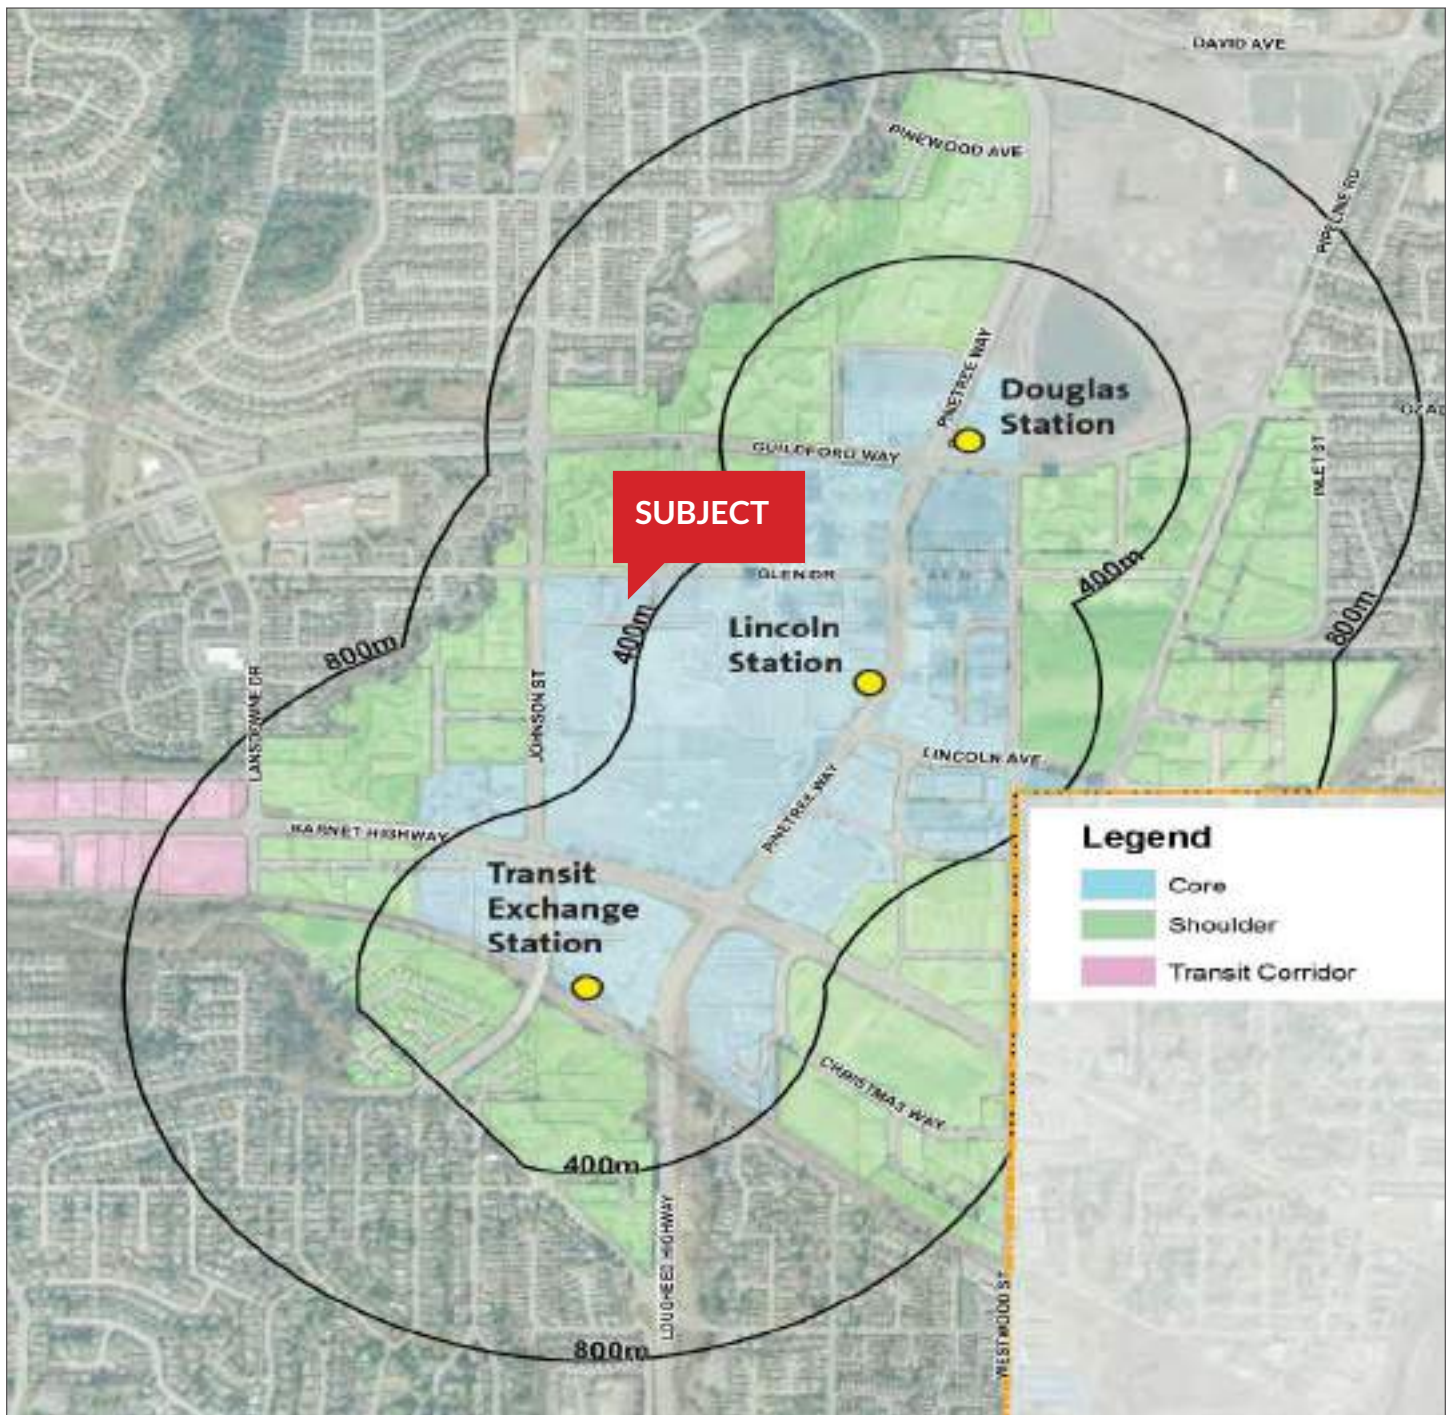 DAVID AVE
PINEWOOD AVE
PIPELINE RD
PINETREE WAY
Douglas
Station
GUILDFORD WAY
INLET ST
SUBJECT
GLEN DR
400m
400m
800m
Lincoln
Station
800m
LANSDOWNE DR
JOHNSON ST
LINCOLN AVE
PINETREE WAY
BARNET HIGHWAY
Transit
Exchange
Station
Legend
Core
Shoulder
Transit Corridor
CHRISTMAS WAY
400m
LOUGHEED HIGHWAY
WESTWOOD ST
800m